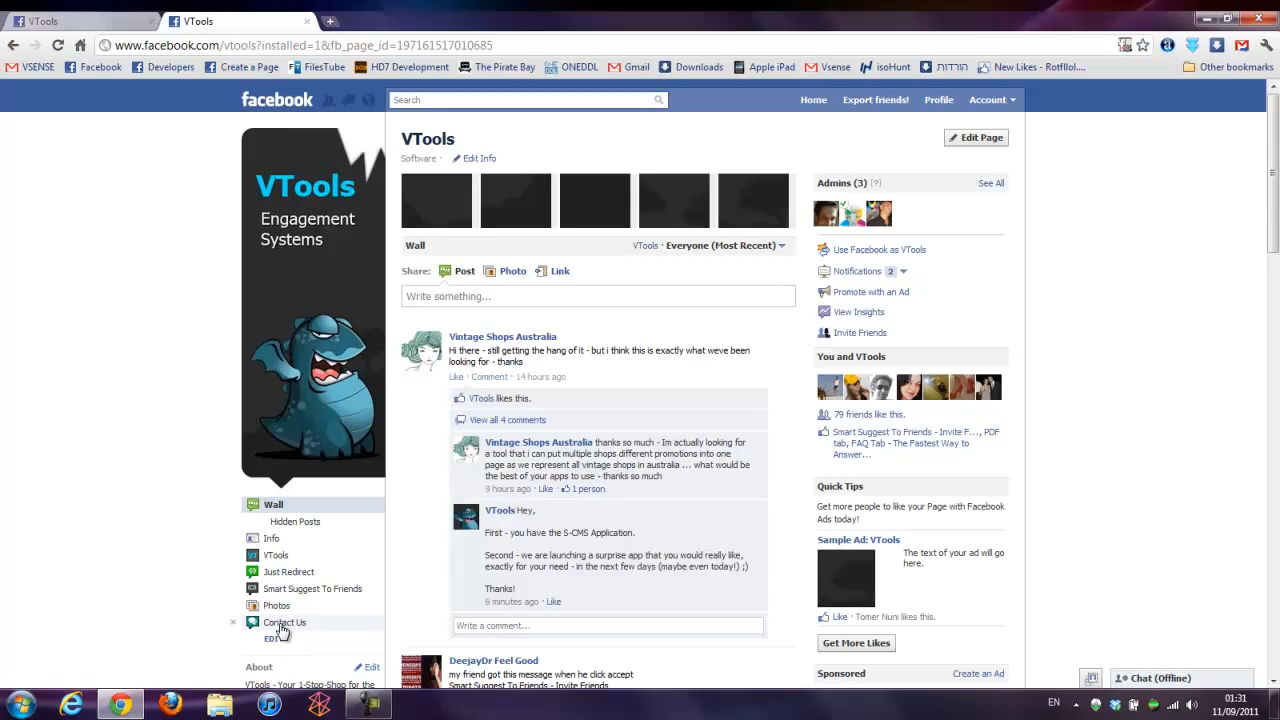 VTools
VTools
www.facebook.com/vtools?installed=1&fb_page_id=197161517010685
VSENSE
Facebook
Developers
Create a Page
FilesTube
HD7 Development
The Pirate Bay
ONEDDL
Gmail
Downloads
Apple iPad
Vsense
isoHunt
הורדות
New Likes - Rotflol....
Other bookmarks
facebook
Search
Home
Export friends!
Profile
Account
VTools
Engagement
Systems
Wall
Hidden Posts
Info
VTools
Just Redirect
Smart Suggest To Friends
Photos
Contact Us
About
Edit
VTools - Your 1-Stop-Shop for the
VTools
Software ·
Edit Info
Edit Page
Wall
VTools · Everyone (Most Recent)
Share:
Post
Photo
Link
Write something...
Vintage Shops Australia
Hi there - still getting the hang of it - but i think this is exactly what weve been
looking for - thanks
Like · Comment · 14 hours ago
VTools likes this.
View all 4 comments
Vintage Shops Australia thanks so much - Im actually looking for
a tool that i can put multiple shops different promotions into one
page as we represent all vintage shops in australia ... what would be
the best of your apps to use - thanks so much
9 hours ago · Like · 1 person
VTools Hey,
First - you have the S-CMS Application.
Second - we are launching a surprise app that you would really like,
exactly for your need - in the next few days (maybe even today!) ;)
Thanks!
6 minutes ago · Like
Write a comment...
DeejayDr Feel Good
my friend got this message when he click accept
Smart Suggest To Friends - Invite Friends
Admins (3) [?]
See All
Use Facebook as VTools
Notifications 2
Promote with an Ad
View Insights
Invite Friends
You and VTools
79 friends like this.
Smart Suggest To Friends - Invite F..., PDF
tab, FAQ Tab - The Fastest Way to
Answer...
Quick Tips
Get more people to like your Page with Facebook
Ads today!
Sample Ad: VTools
The text of your ad will go
here.
Like · Tomer Nuni likes this.
Get More Likes
Sponsored
Create an Ad
Chat (Offline)
EN
01:31
11/09/2011